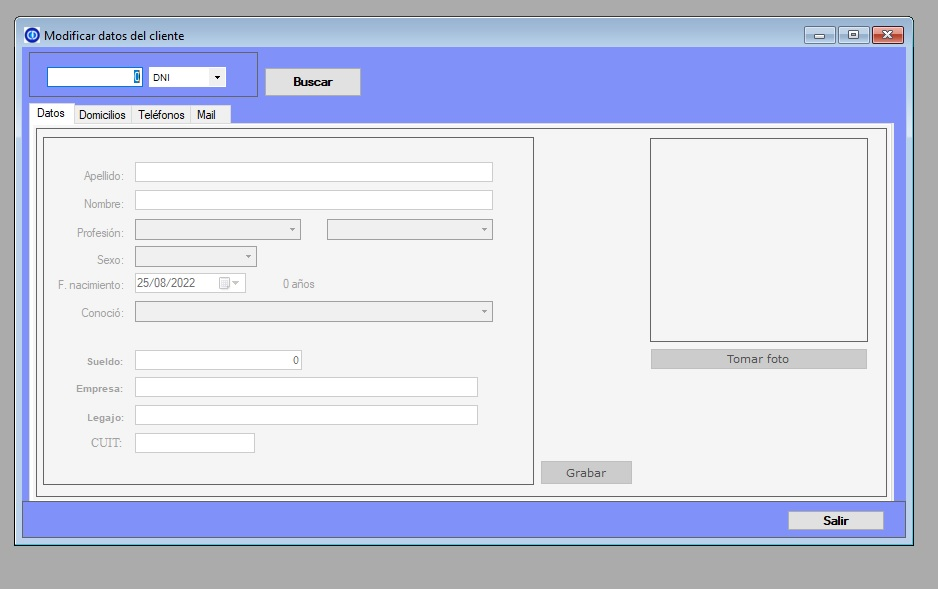 Modificar datos del cliente
0 DNI Buscar
Datos Domicilios Teléfonos Mail
Apellido:
Nombre:
Profesión:
Sexo:
F. nacimiento: 25/08/2022 0 años
Conoció:
Sueldo: 0
Empresa:
Legajo:
CUIT:
Tomar foto
Grabar
Salir